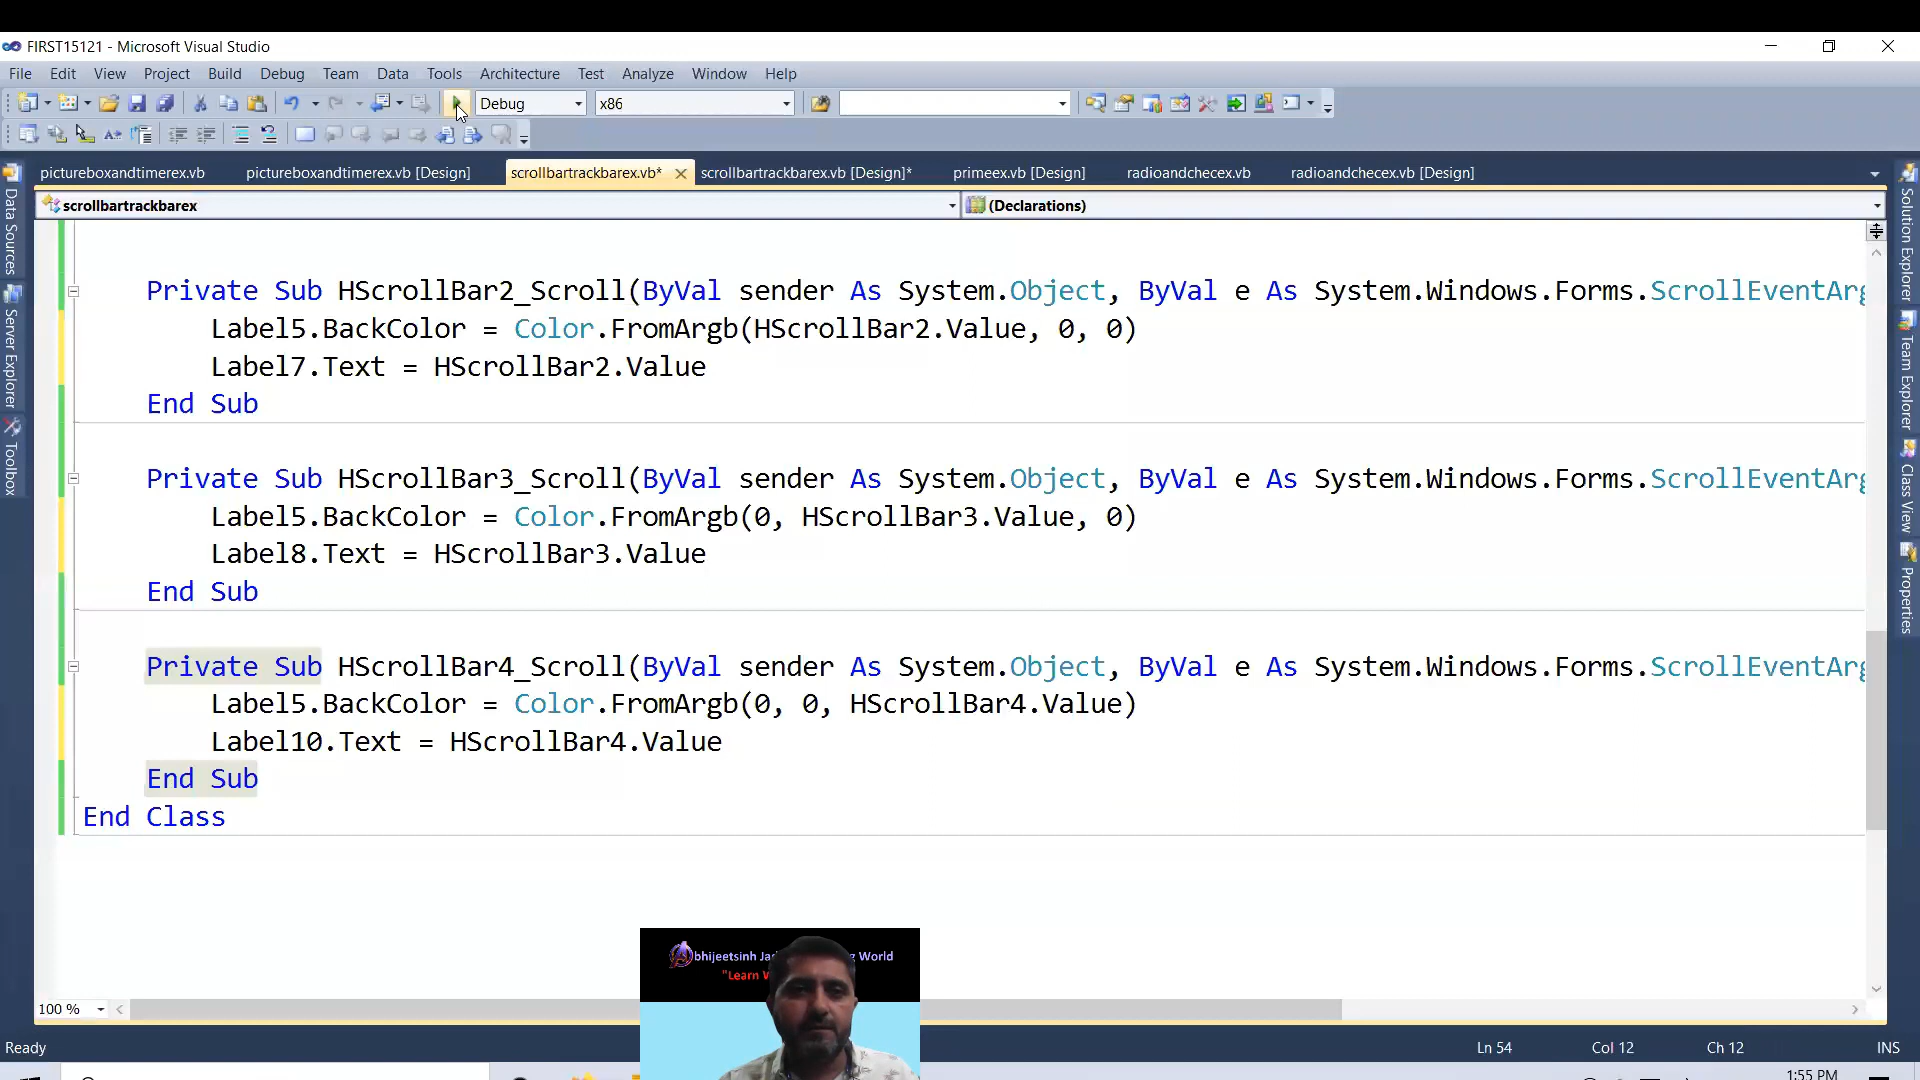 FIRST15121 - Microsoft Visual Studio
File Edit View Project Build Debug Team Data Tools Architecture Test Analyze Window Help
Debug x86
pictureboxandtimerex.vb pictureboxandtimerex.vb [Design] scrollbartrackbarex.vb* scrollbartrackbarex.vb [Design]* primeex.vb [Design] radioandchecex.vb radioandchecex.vb [Design]
scrollbartrackbarex (Declarations)
Private Sub HScrollBar2_Scroll(ByVal sender As System.Object, ByVal e As System.Windows.Forms.ScrollEventArg
Label5.BackColor = Color.FromArgb(HScrollBar2.Value, 0, 0)
Label7.Text = HScrollBar2.Value
End Sub
Private Sub HScrollBar3_Scroll(ByVal sender As System.Object, ByVal e As System.Windows.Forms.ScrollEventArg
Label5.BackColor = Color.FromArgb(0, HScrollBar3.Value, 0)
Label8.Text = HScrollBar3.Value
End Sub
Private Sub HScrollBar4_Scroll(ByVal sender As System.Object, ByVal e As System.Windows.Forms.ScrollEventArg
Label5.BackColor = Color.FromArgb(0, 0, HScrollBar4.Value)
Label10.Text = HScrollBar4.Value
End Sub
End Class
Data Sources
Server Explorer
Toolbox
Solution Explorer
Team Explorer
Class View
Properties
bhijeetsinh World
"Learn
100 %
Ready Ln 54 Col 12 Ch 12 INS
1:55 PM